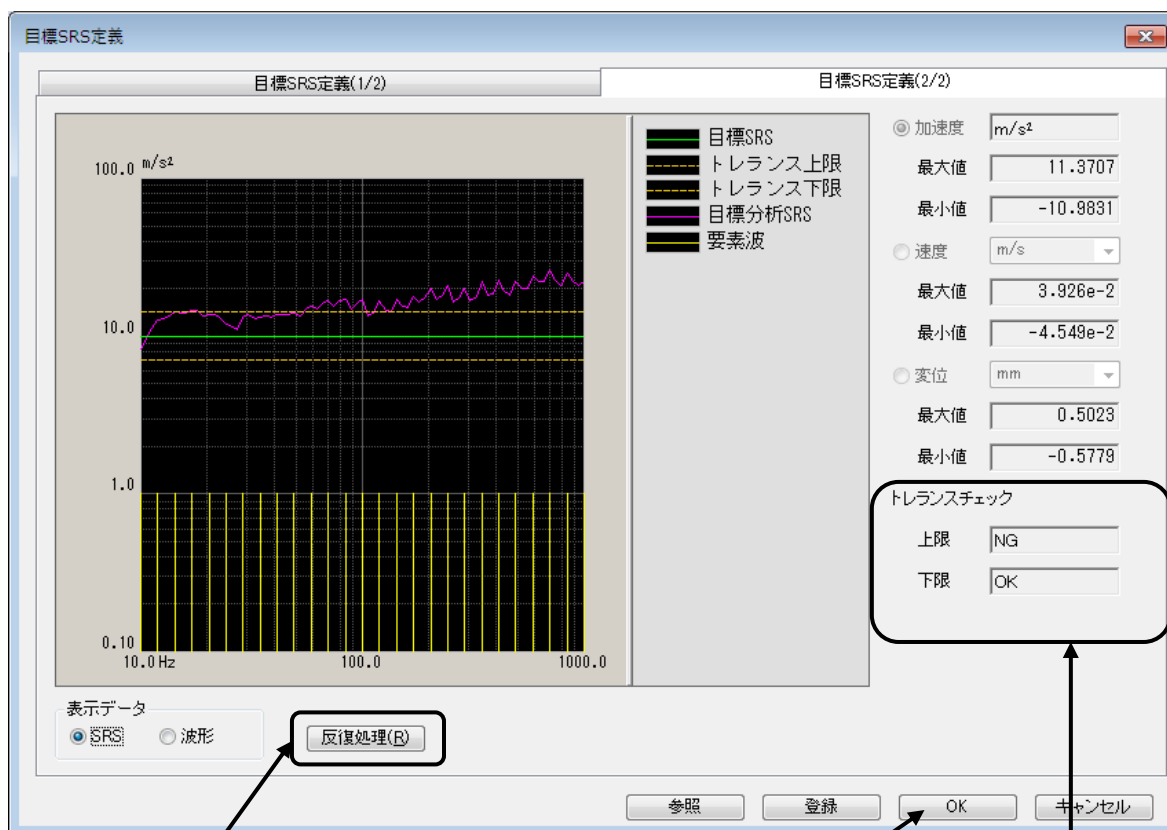 目標SRS定義
目標SRS定義(1/2)
目標SRS定義(2/2)
100.0 m/s²
10.0
1.0
0.10
10.0 Hz
100.0
1000.0
目標SRS
トレランス上限
トレランス下限
目標分析SRS
要素波
加速度 m/s²
最大値 11.3707
最小値 -10.9831
速度 m/s
最大値 3.926e-2
最小値 -4.549e-2
変位 mm
最大値 0.5023
最小値 -0.5779
トレランスチェック
上限 NG
下限 OK
表示データ
SRS 波形
反復処理(R)
参照 登録 OK キャンセル